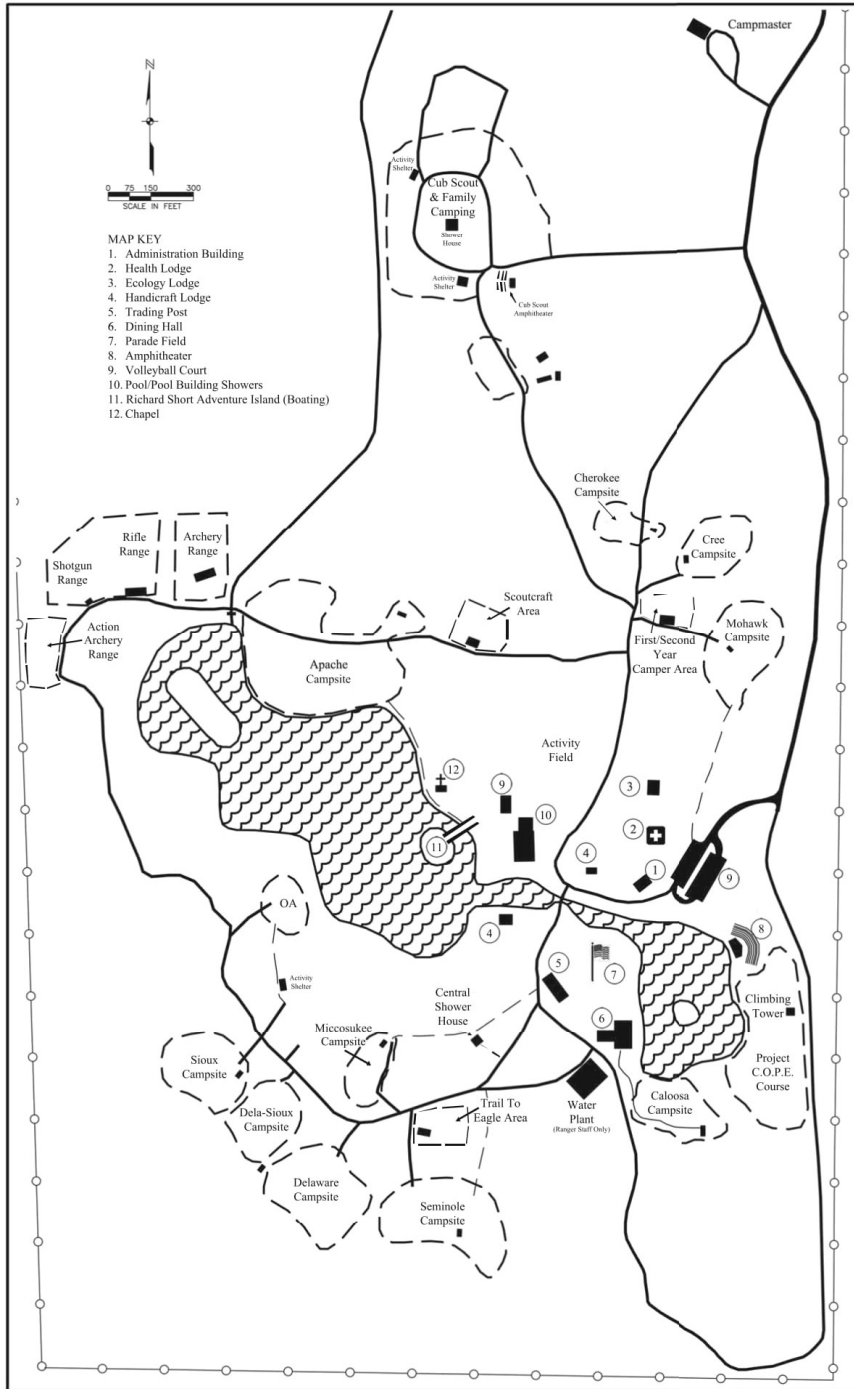 Campmaster
N
0 75 150 300
SCALE IN FEET
MAP KEY
1. Administration Building
2. Health Lodge
3. Ecology Lodge
4. Handicraft Lodge
5. Trading Post
6. Dining Hall
7. Parade Field
8. Amphitheater
9. Volleyball Court
10. Pool/Pool Building Showers
11. Richard Short Adventure Island (Boating)
12. Chapel
Activity
Shelter
Cub Scout
& Family
Camping
Shower
House
Activity
Shelter
Cub Scout
Amphitheater
Cherokee
Campsite
Cree
Campsite
Shotgun
Range
Rifle
Range
Archery
Range
Action
Archery
Range
Scoutcraft
Area
First/Second
Year
Camper Area
Mohawk
Campsite
Apache
Campsite
Activity
Field
12
9
10
3
2
11
4
1
9
OA
4
8
5
7
6
Activity
Shelter
Central
Shower
House
Climbing
Tower
Miccosukee
Campsite
Sioux
Campsite
Project
C.O.P.E.
Course
Dela-Sioux
Campsite
Trail To
Eagle Area
Water
Plant
(Ranger Staff Only)
Caloosa
Campsite
Delaware
Campsite
Seminole
Campsite